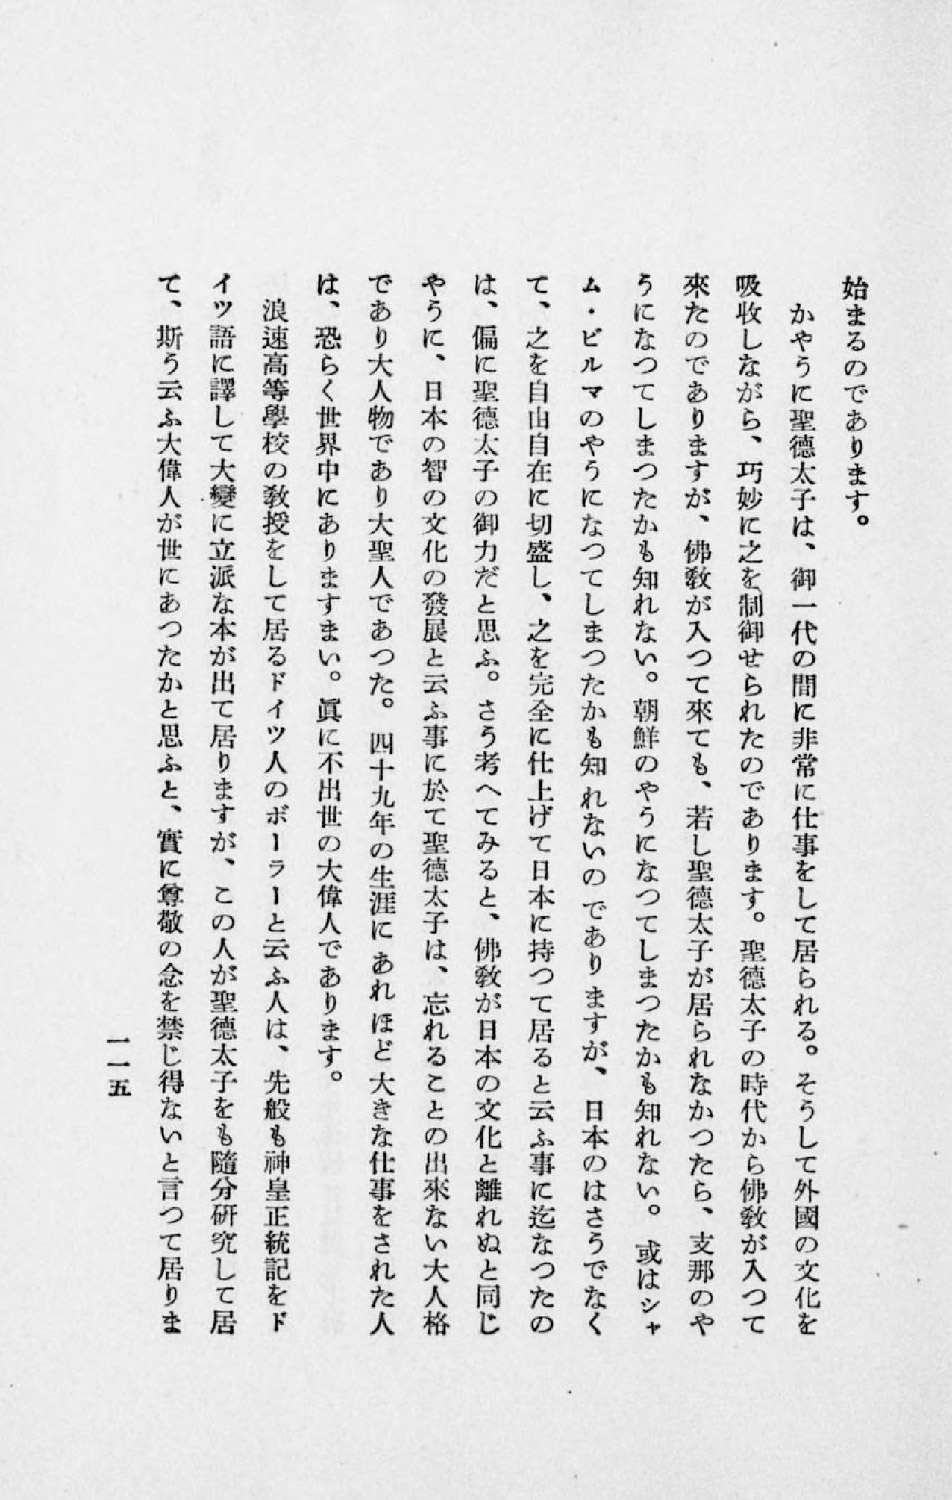 始まるのであります。
かやうに聖德太子は、御一代の間に非常に仕事をして居られる。そうして外國の文化を
吸收しながら、巧妙に之を制御せられたのであります。聖德太子の時代から佛敎が入つて
來たのでありますが、佛敎が入つて來ても、若し聖德太子が居られなかつたら、支那のや
うになつてしまつたかも知れない。朝鮮のやうになつてしまつたかも知れない。或はシャ
ム・ビルマのやうになつてしまつたかも知れないのでありますが、日本のはさうでなく
て、之を自由自在に切盛し、之を完全に仕上げて日本に持つて居ると云ふ事に迄なつたの
は、偏に聖德太子の御力だと思ふ。さう考へてみると、佛敎が日本の文化と離れぬと同じ
やうに、日本の智の文化の發展と云ふ事に於て聖德太子は、忘れることの出來ない大人格
であり大人物であり大聖人であつた。四十九年の生涯にあれほど大きな仕事をされた人
は、恐らく世界中にありますまい。眞に不出世の大偉人であります。
浪速高等學校の敎授をして居るドイツ人のボーラーと云ふ人は、先般も神皇正統記をド
イツ語に譯して大變に立派な本が出て居りますが、この人が聖德太子をも隨分硏究して居
て、斯う云ふ大偉人が世にあつたかと思ふと、實に尊敬の念を禁じ得ないと言つて居りま
一一五